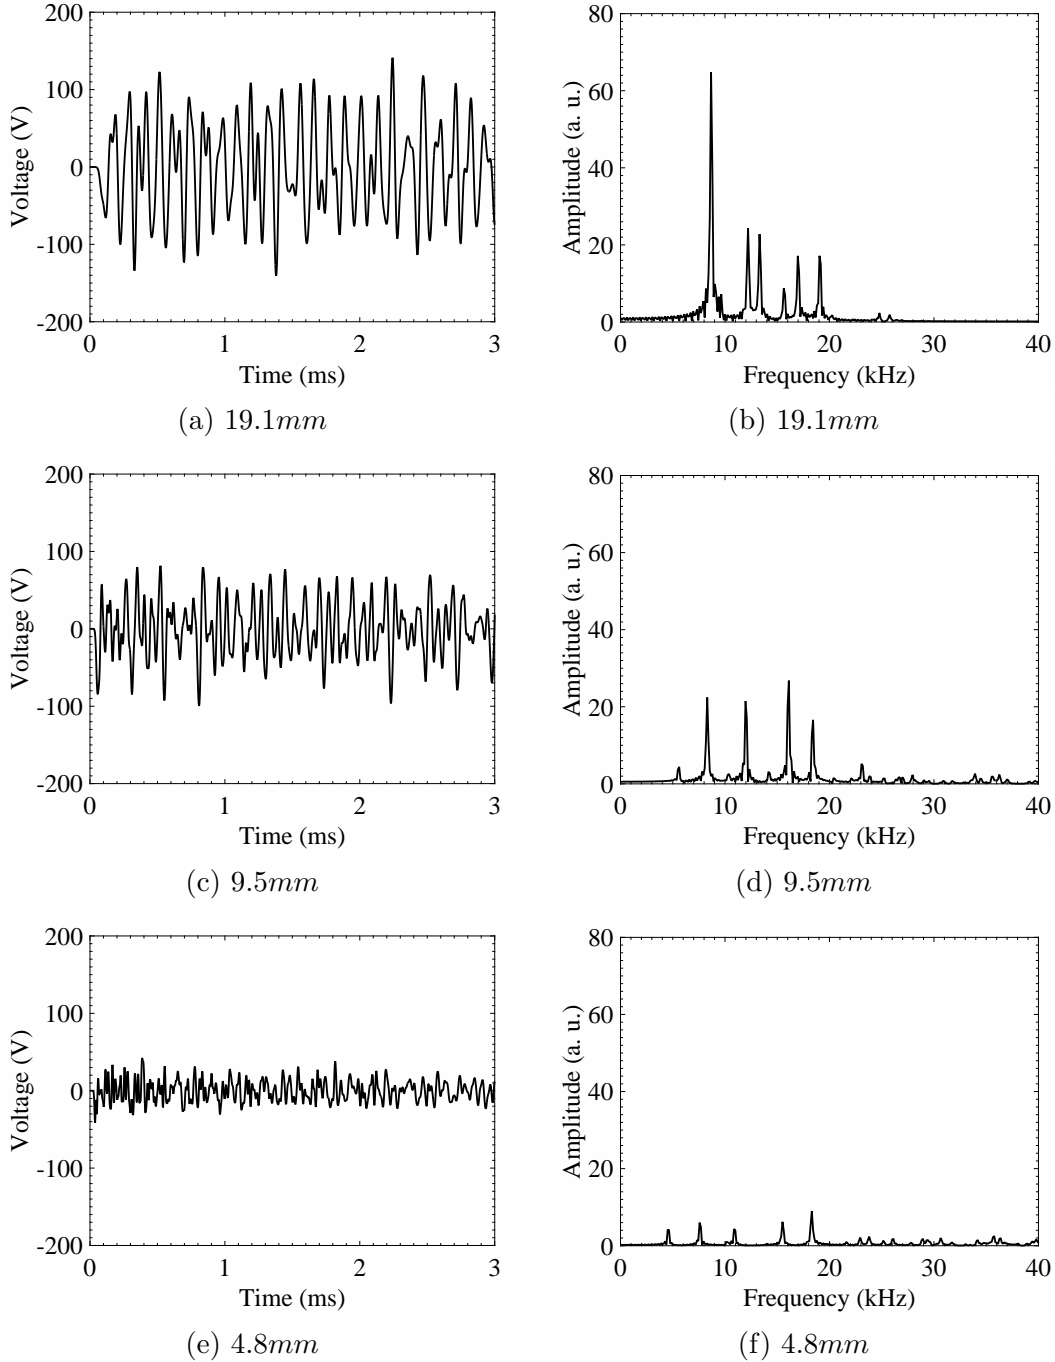 200
100
0
-100
-200
Voltage (V)
0 1 2 3
Time (ms)
(a) 19.1mm
80
60
40
20
0
Amplitude (a. u.)
0 10 20 30 40
Frequency (kHz)
(b) 19.1mm
200
100
0
-100
-200
Voltage (V)
0 1 2 3
Time (ms)
(c) 9.5mm
80
60
40
20
0
Amplitude (a. u.)
0 10 20 30 40
Frequency (kHz)
(d) 9.5mm
200
100
0
-100
-200
Voltage (V)
0 1 2 3
Time (ms)
(e) 4.8mm
80
60
40
20
0
Amplitude (a. u.)
0 10 20 30 40
Frequency (kHz)
(f) 4.8mm